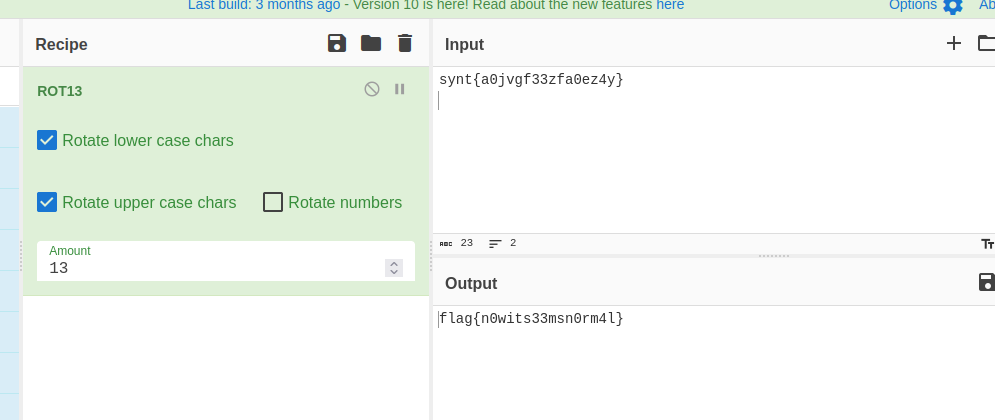 Last build: 3 months ago - Version 10 is here! Read about the new features here
Options
Recipe
ROT13
Rotate lower case chars
Rotate upper case chars
Rotate numbers
Amount
13
Input
synt{a0jvgf33zfa0ez4y}
ABC 23
2
Tт
Output
flag{n0wits33msn0rm4l}